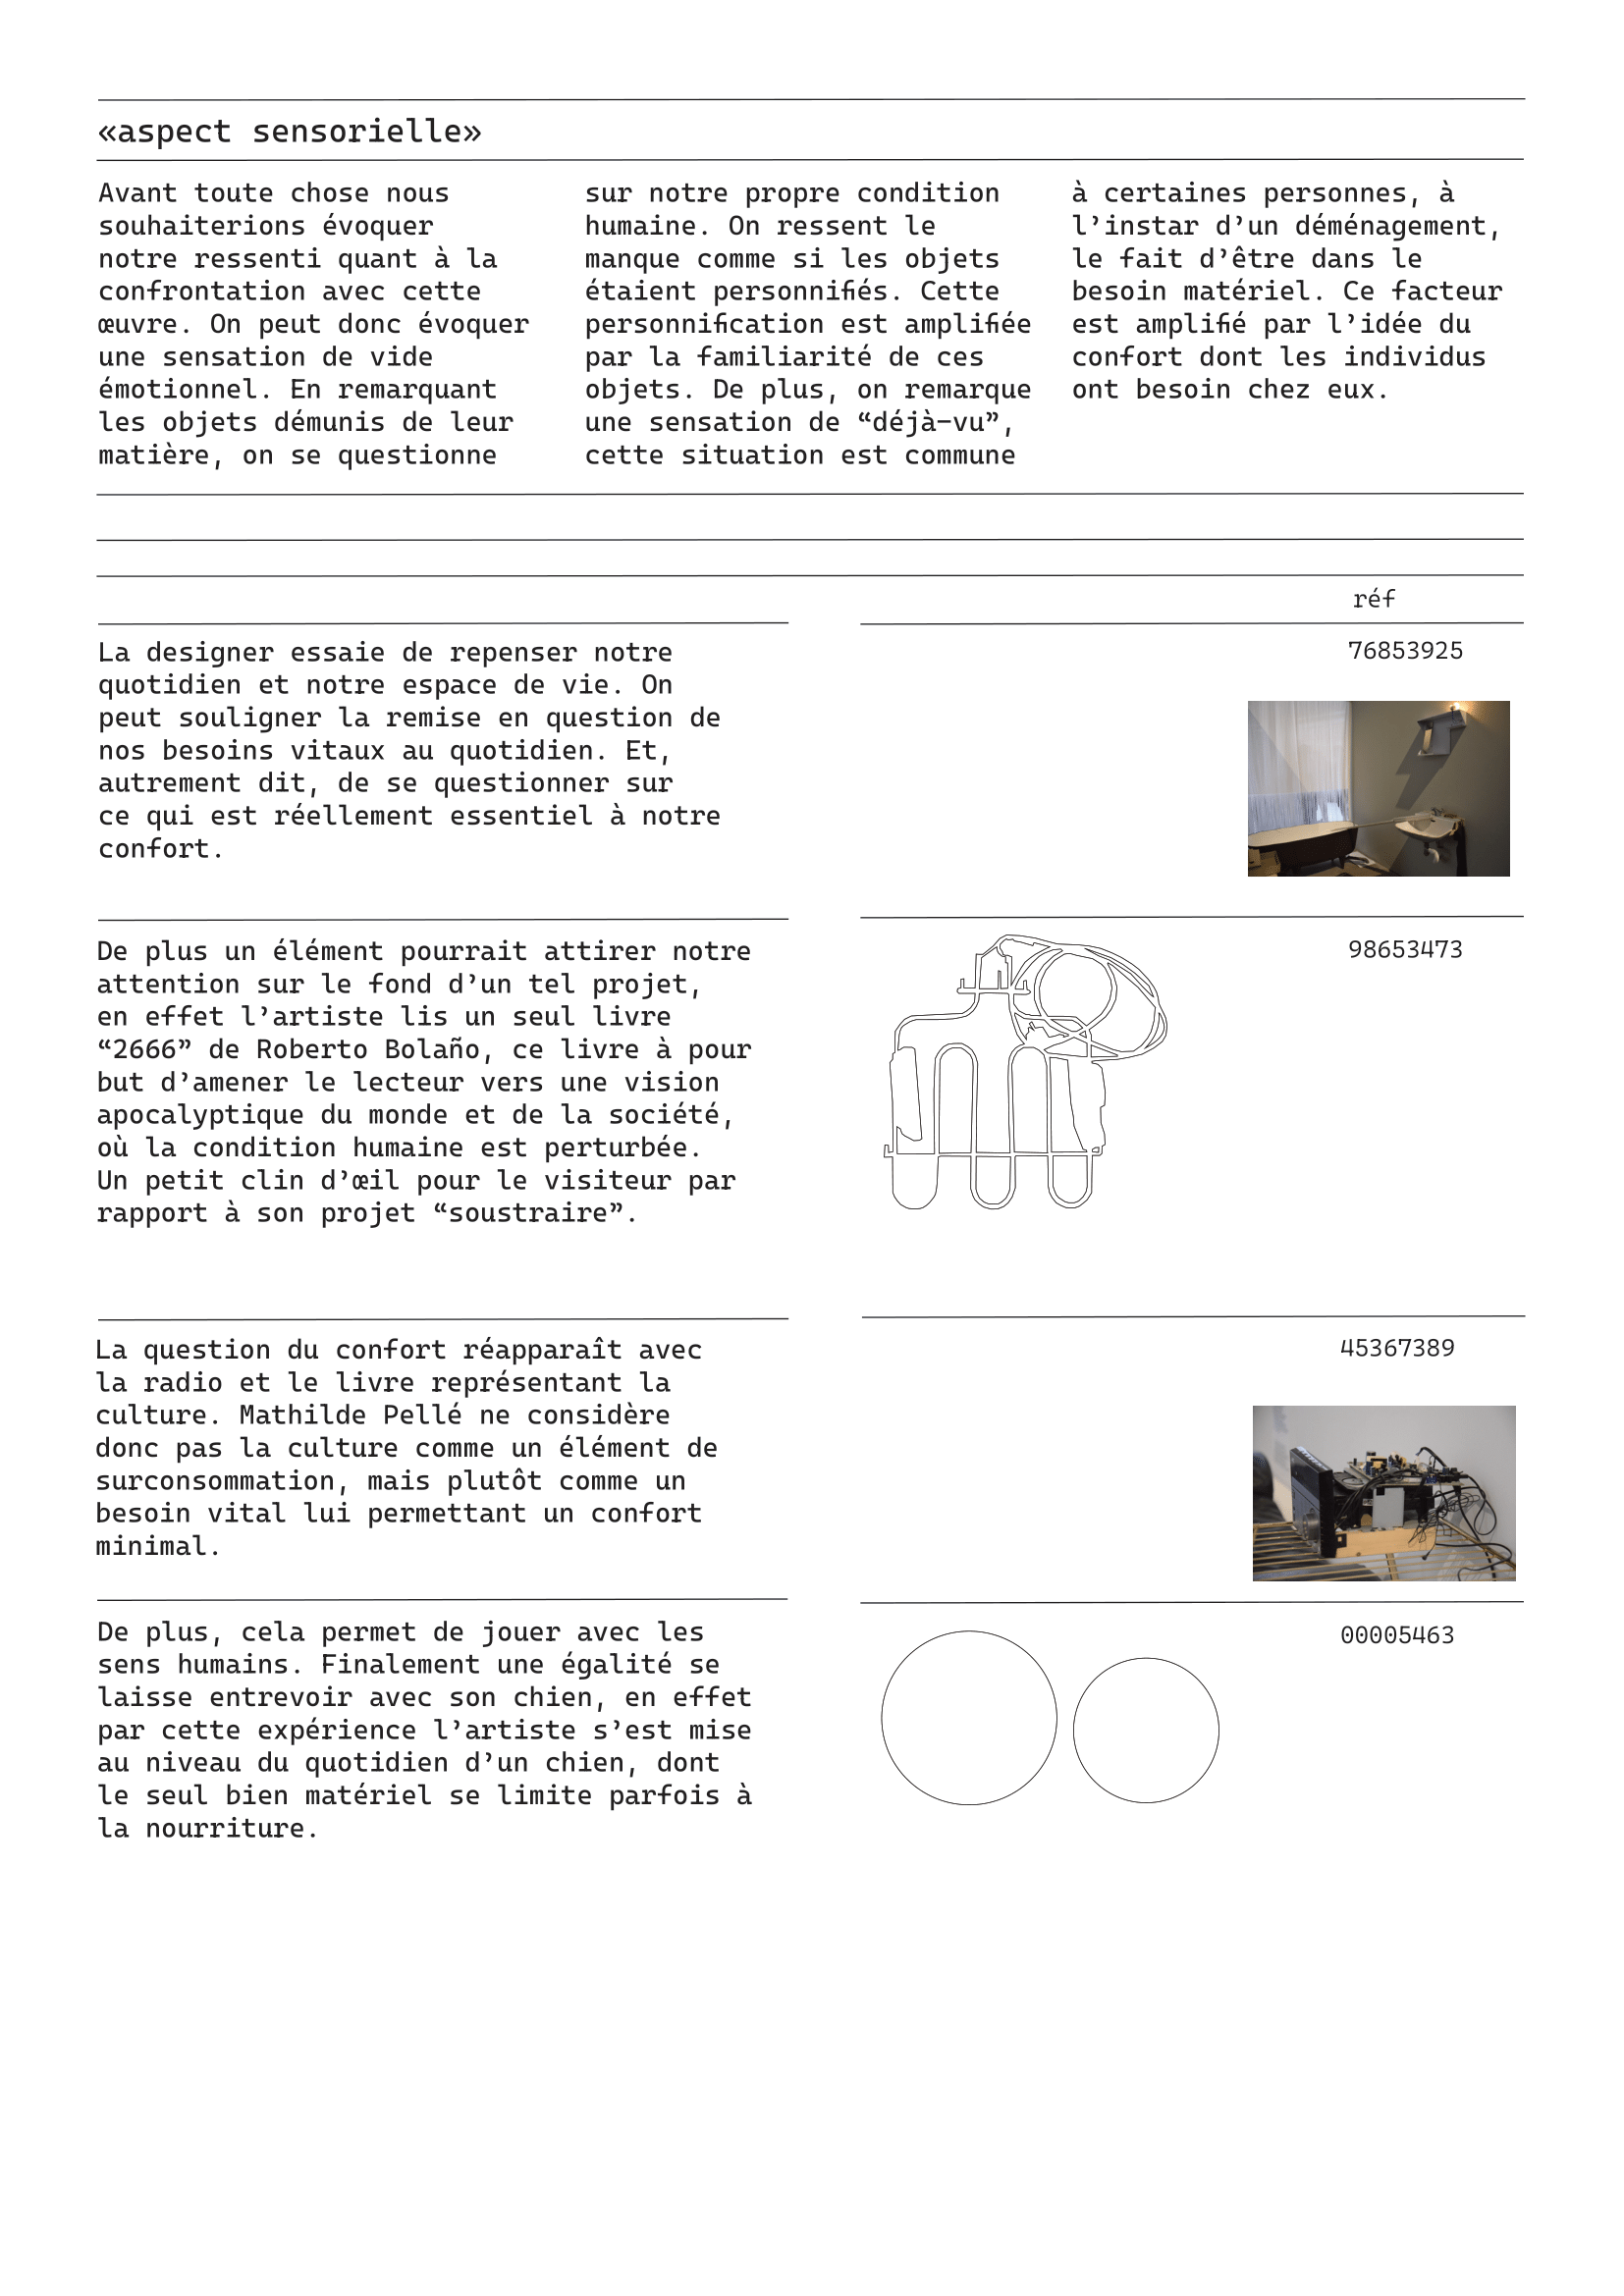 «aspect sensorielle»
Avant toute chose nous
souhaiterions évoquer
notre ressenti quant à la
confrontation avec cette
œuvre. On peut donc évoquer
une sensation de vide
émotionnel. En remarquant
les objets démunis de leur
matière, on se questionne
sur notre propre condition
humaine. On ressent le
manque comme si les objets
étaient personnifiés. Cette
personnification est amplifiée
par la familiarité de ces
objets. De plus, on remarque
une sensation de “déjà-vu”,
cette situation est commune
à certaines personnes, à
l’instar d’un déménagement,
le fait d’être dans le
besoin matériel. Ce facteur
est amplifié par l’idée du
confort dont les individus
ont besoin chez eux.
réf
La designer essaie de repenser notre
quotidien et notre espace de vie. On
peut souligner la remise en question de
nos besoins vitaux au quotidien. Et,
autrement dit, de se questionner sur
ce qui est réellement essentiel à notre
confort.
76853925
De plus un élément pourrait attirer notre
attention sur le fond d’un tel projet,
en effet l’artiste lis un seul livre
“2666” de Roberto Bolaño, ce livre à pour
but d’amener le lecteur vers une vision
apocalyptique du monde et de la société,
où la condition humaine est perturbée.
Un petit clin d’œil pour le visiteur par
rapport à son projet “soustraire”.
98653473
La question du confort réapparaît avec
la radio et le livre représentant la
culture. Mathilde Pellé ne considère
donc pas la culture comme un élément de
surconsommation, mais plutôt comme un
besoin vital lui permettant un confort
minimal.
45367389
De plus, cela permet de jouer avec les
sens humains. Finalement une égalité se
laisse entrevoir avec son chien, en effet
par cette expérience l’artiste s’est mise
au niveau du quotidien d’un chien, dont
le seul bien matériel se limite parfois à
la nourriture.
00005463